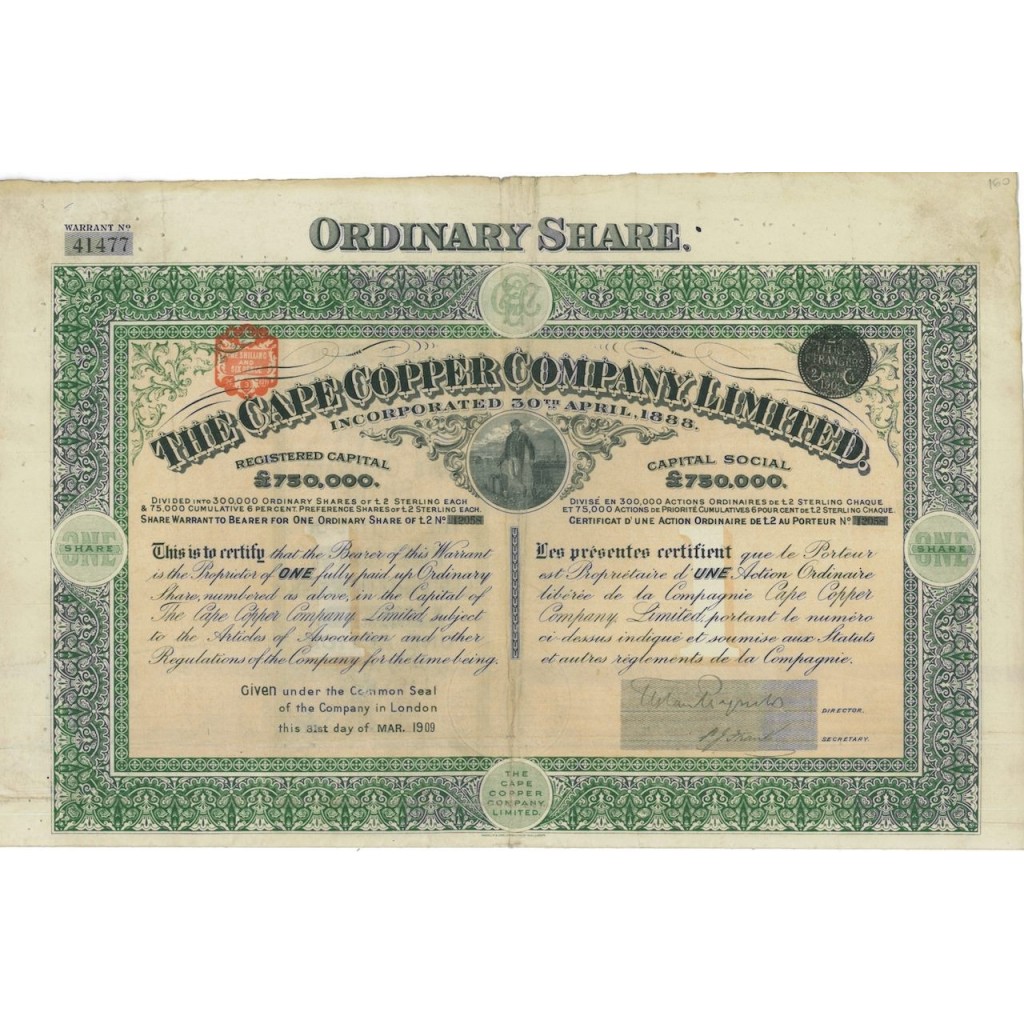 160
WARRANT Nº
41477
ORDINARY SHARE.
ONE SHILLING
AND
SIX PENCE
THE CAPE COPPER COMPANY, LIMITED.
INCORPORATED 30TH APRIL, 1888.
REGISTERED CAPITAL
£750,000.
DIVIDED INTO 300,000 ORDINARY SHARES OF £.2 STERLING EACH
& 75,000 CUMULATIVE 6 PER CENT. PREFERENCE SHARES OF £.2 STERLING EACH.
SHARE WARRANT TO BEARER FOR ONE ORDINARY SHARE OF £.2 Nº 12058
This is to certify that the Bearer of this Warrant
is the Proprietor of ONE fully paid up Ordinary
Share, numbered as above, in the Capital of
The Cape Copper Company, Limited, subject
to the Articles of Association and other
Regulations of the Company for the time being.
Given under the Common Seal
of the Company in London
this 31st day of MAR. 1909
CAPITAL SOCIAL
£750.000.
DIVISÉ EN 300,000 ACTIONS ORDINAIRES DE £.2 STERLING CHAQUE
ET 75,000 ACTIONS DE PRIORITÉ CUMULATIVES 6 POUR CENT DE £.2 STERLING CHAQUE.
CERTIFICAT D'UNE ACTION ORDINAIRE DE £.2 AU PORTEUR Nº 12058
Les présentes certifient que le Porteur
est Propriétaire d'UNE Action Ordinaire
libérée de la Compagnie Cape Copper
Company, Limited, portant le numéro
ci-dessus indiqué et soumise aux Statuts
et autres règlements de la Compagnie.
DIRECTOR.
SECRETARY.
ONE
SHARE
ONE
SHARE
THE
CAPE
COPPER
COMPANY
LIMITED.